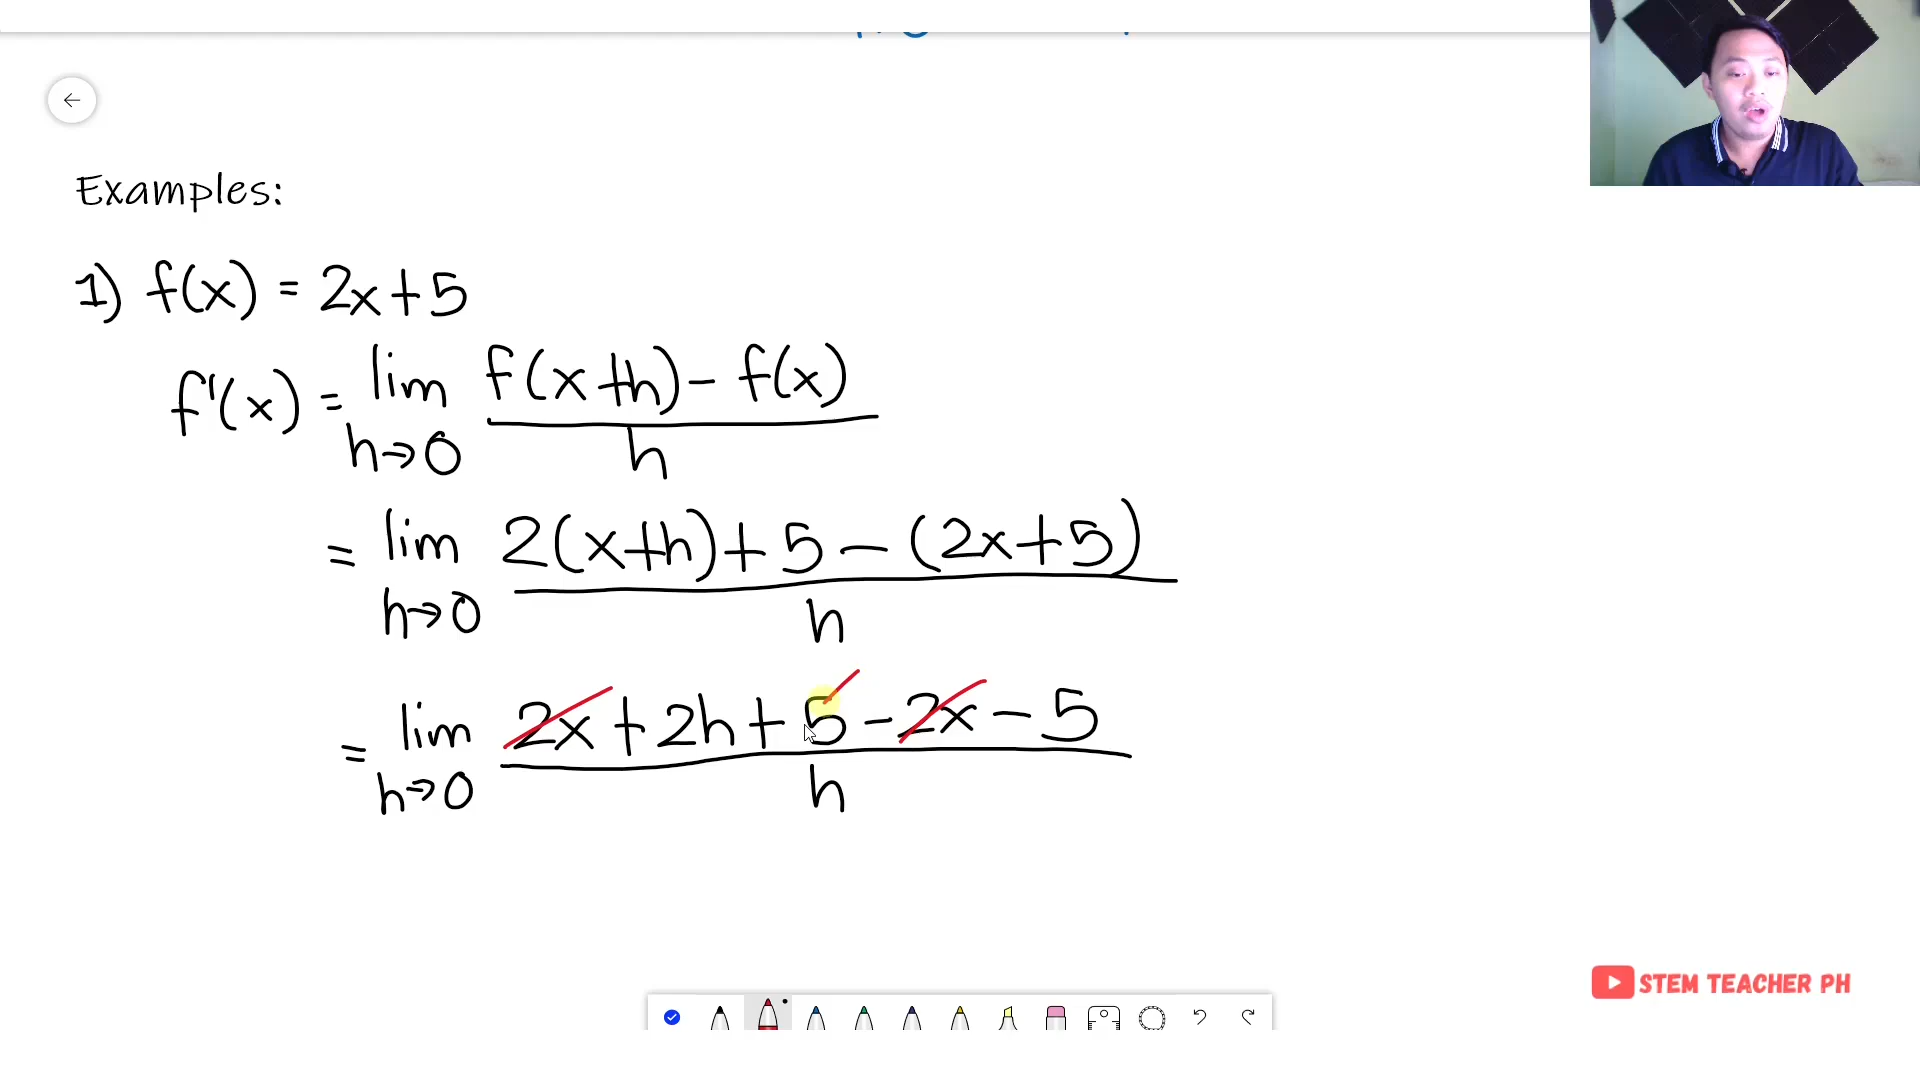 Examples:
1) f(x) = 2x+5
f'(x) = lim f(x+h) - f(x)
h→0 h
= lim 2(x+h)+5-(2x+5)
h→0 h
= lim 2x+2h+5-2x-5
h→0 h
STEM TEACHER PH